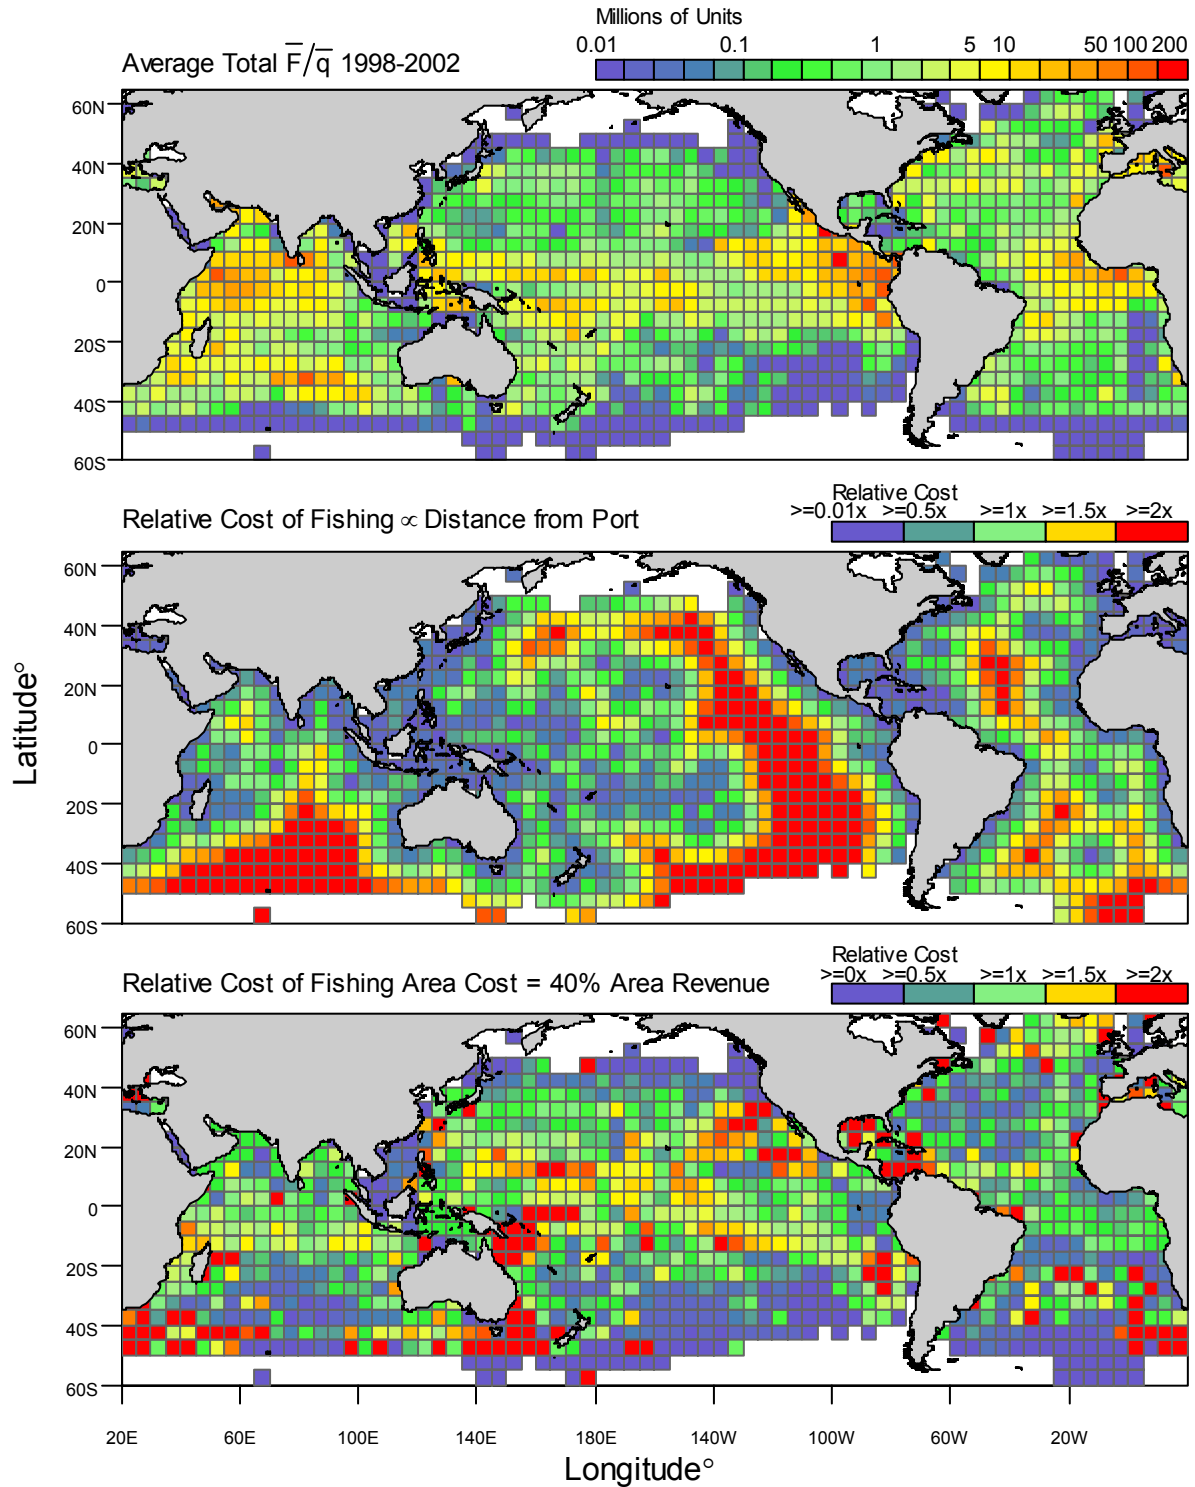 Millions of Units
0.01 0.1 1 5 10 50 100 200
Average Total F̅/q̅ 1998-2002
60N
40N
20N
0
20S
40S
60S
Relative Cost
>=0.01x >=0.5x >=1x >=1.5x >=2x
Relative Cost of Fishing ∝ Distance from Port
60N
40N
20N
0
20S
40S
60S
Latitude°
Relative Cost
>=0x >=0.5x >=1x >=1.5x >=2x
Relative Cost of Fishing Area Cost = 40% Area Revenue
60N
40N
20N
0
20S
40S
60S
20E 60E 100E 140E 180E 140W 100W 60W 20W
Longitude°